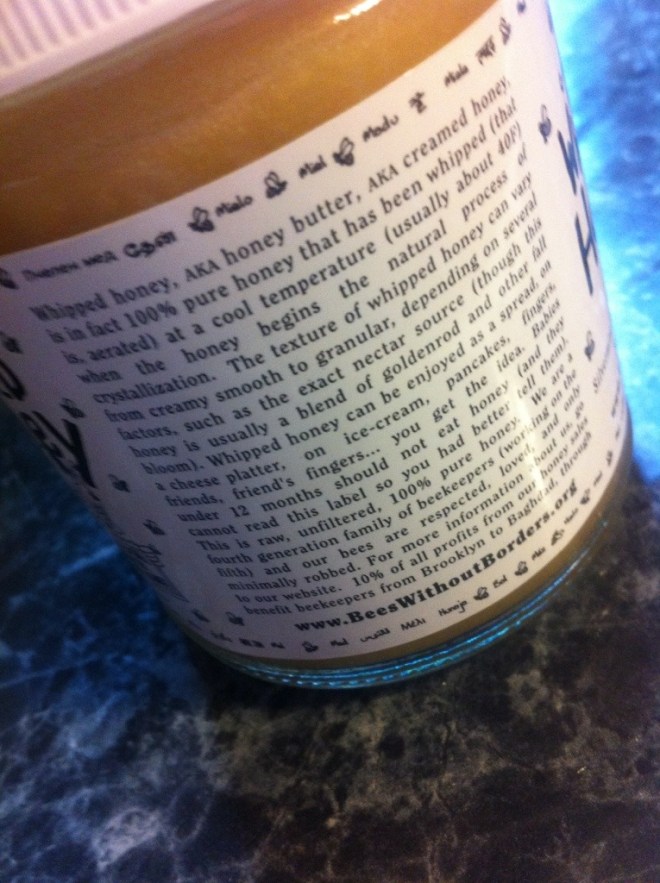 Miele Miel Medu
Whipped honey, AKA honey butter, AKA creamed honey,
is in fact 100% pure honey that has been whipped (that
is, aerated) at a cool temperature (usually about 40F)
when the honey begins the natural process of
crystallization. The texture of whipped honey can vary
from creamy smooth to granular, depending on several
factors, such as the exact nectar source (though this
honey is usually a blend of goldenrod and other fall
bloom). Whipped honey can be enjoyed as a spread, on
a cheese platter, on ice-cream, pancakes, fingers,
friends, friend's fingers... you get the idea. Babies
under 12 months should not eat honey (and they
cannot read this label so you had better tell them).
This is raw, unfiltered, 100% pure honey. We are a
fourth generation family of beekeepers (working on the
fifth) and our bees are respected, loved, and only
minimally robbed. For more information about us, go
to our website. 10% of all profits from our honey sales
benefit beekeepers from Brooklyn to Baghdad, through
www.BeesWithoutBorders.org